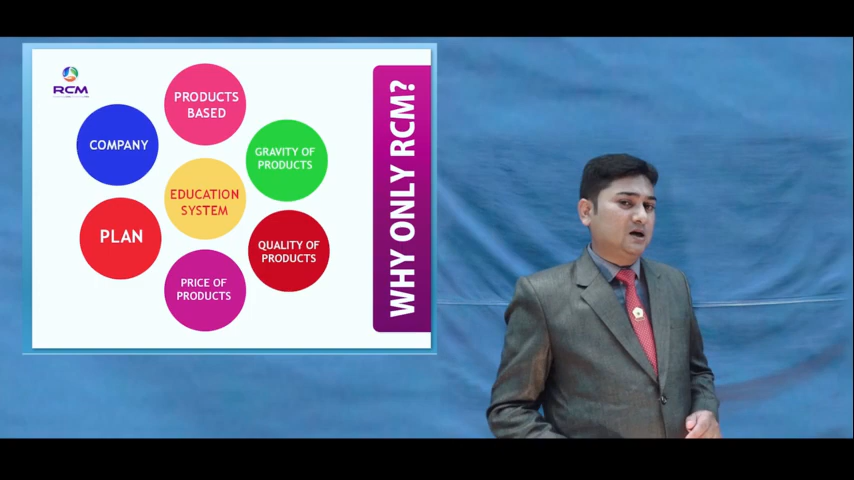 RCM
PRODUCTS
BASED
COMPANY
GRAVITY OF
PRODUCTS
EDUCATION
SYSTEM
PLAN
QUALITY OF
PRODUCTS
PRICE OF
PRODUCTS
WHY ONLY RCM?